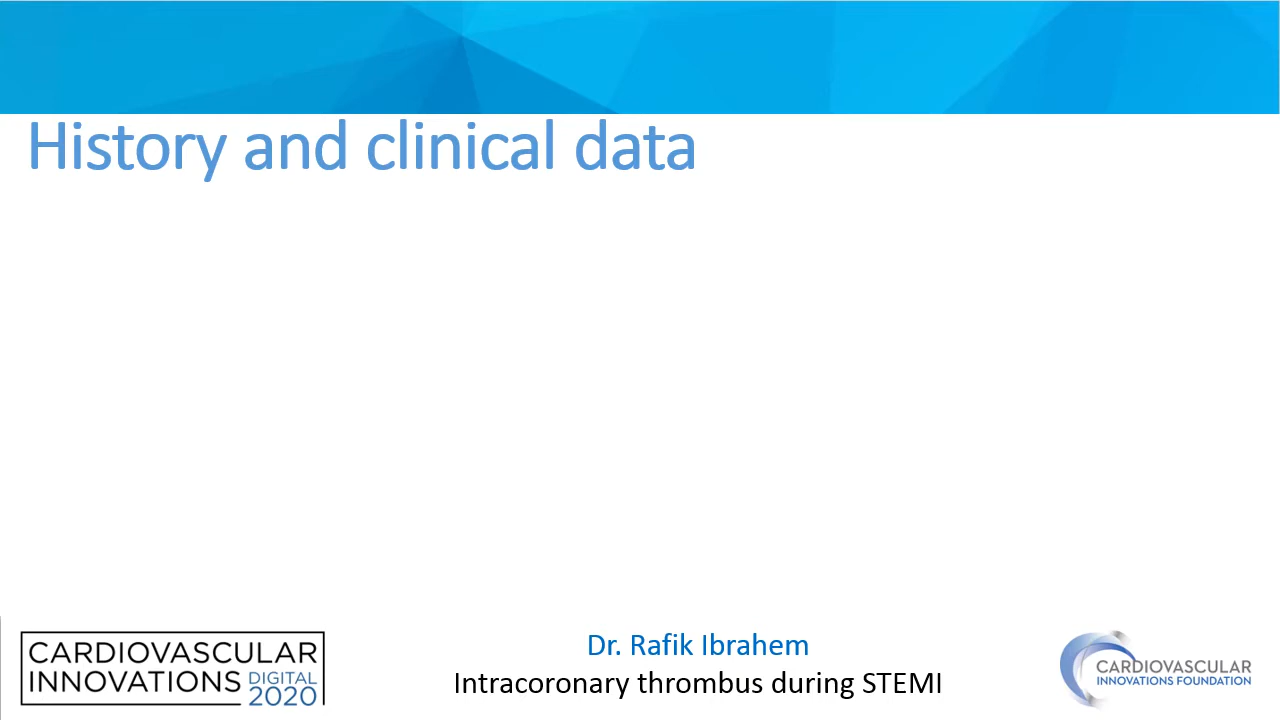 History and clinical data
CARDIOVASCULAR
INNOVATIONS DIGITAL
2020
Dr. Rafik Ibrahem
Intracoronary thrombus during STEMI
CARDIOVASCULAR
INNOVATIONS FOUNDATION